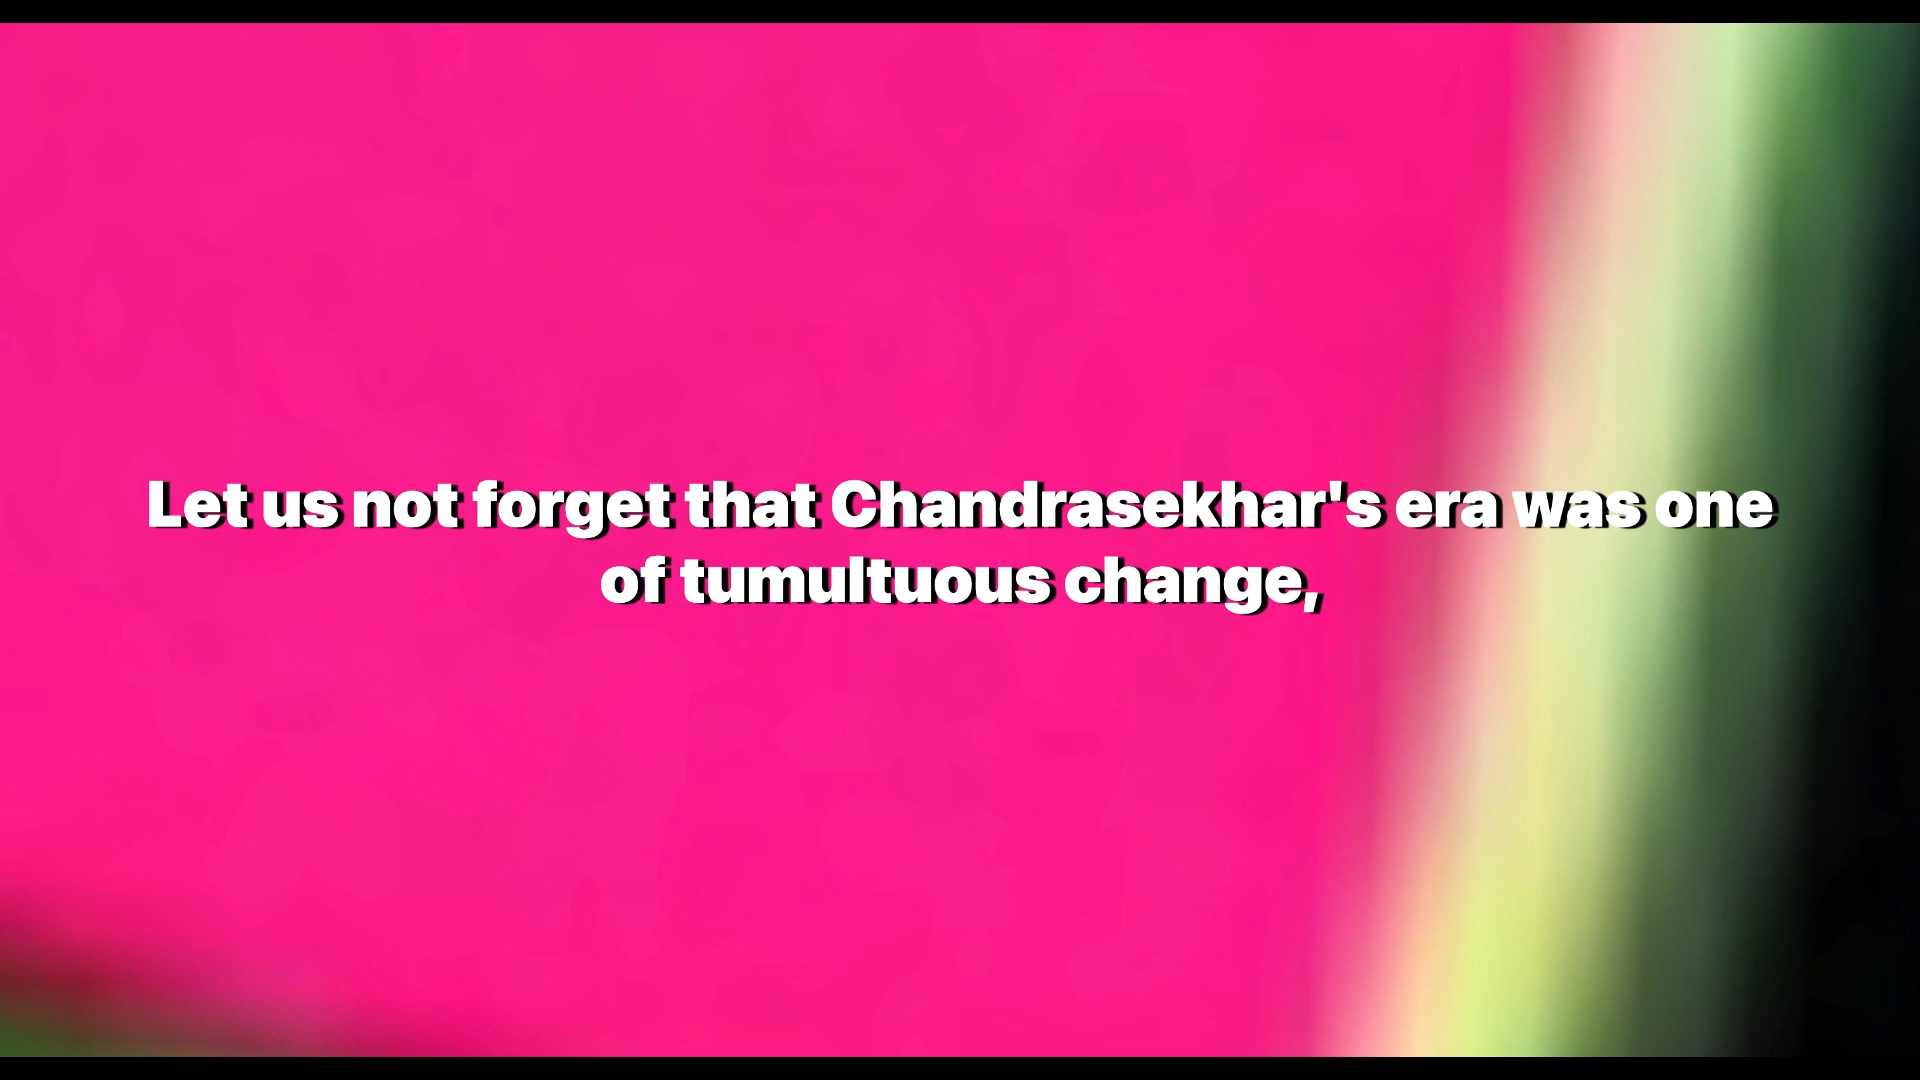 Let us not forget that Chandrasekhar's era was one
of tumultuous change,